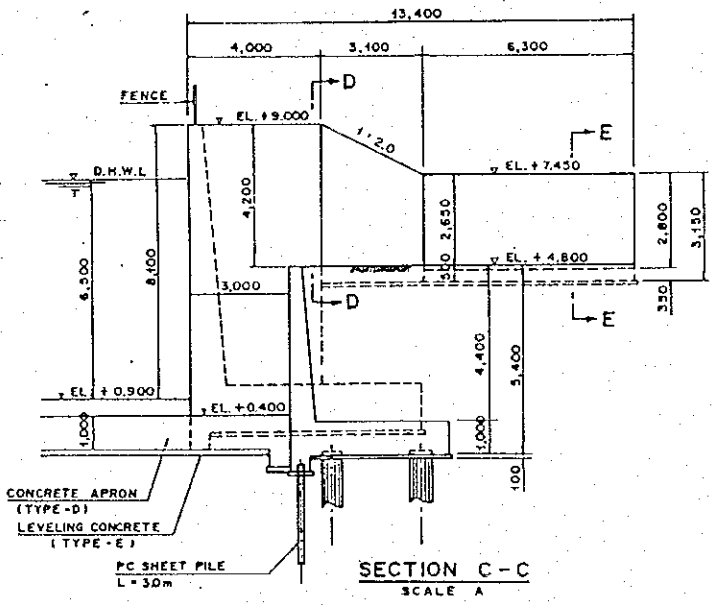 13,400
4,000
3,100
6,300
D
FENCE
EL. + 9.000
1 : 2.0
E
D.H.W.L
EL. + 7.450
4,200
2,650
2,800
3,150
8,100
6,500
EL. + 4.800
500
3,000
D
350
E
4,400
5,400
EL. + 0.900
EL. + 0.400
1,000
1,000
100
CONCRETE APRON
(TYPE-D)
LEVELING CONCRETE
(TYPE-E)
PC SHEET PILE
L = 3.0m
SECTION C-C
SCALE A